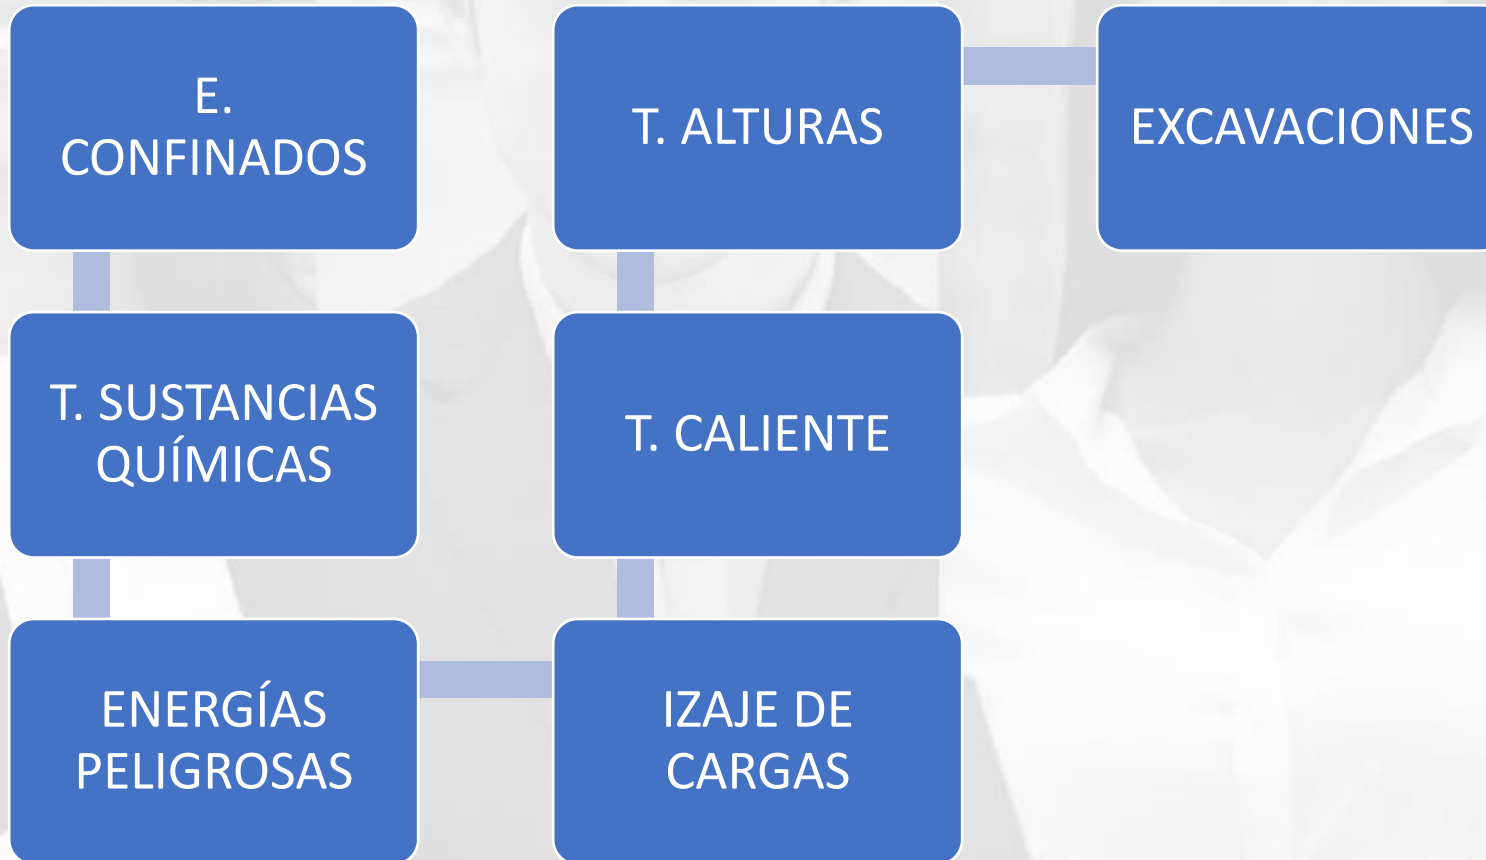 E.
CONFINADOS
T. SUSTANCIAS
QUÍMICAS
ENERGÍAS
PELIGROSAS
IZAJE DE
CARGAS
T. CALIENTE
T. ALTURAS
EXCAVACIONES